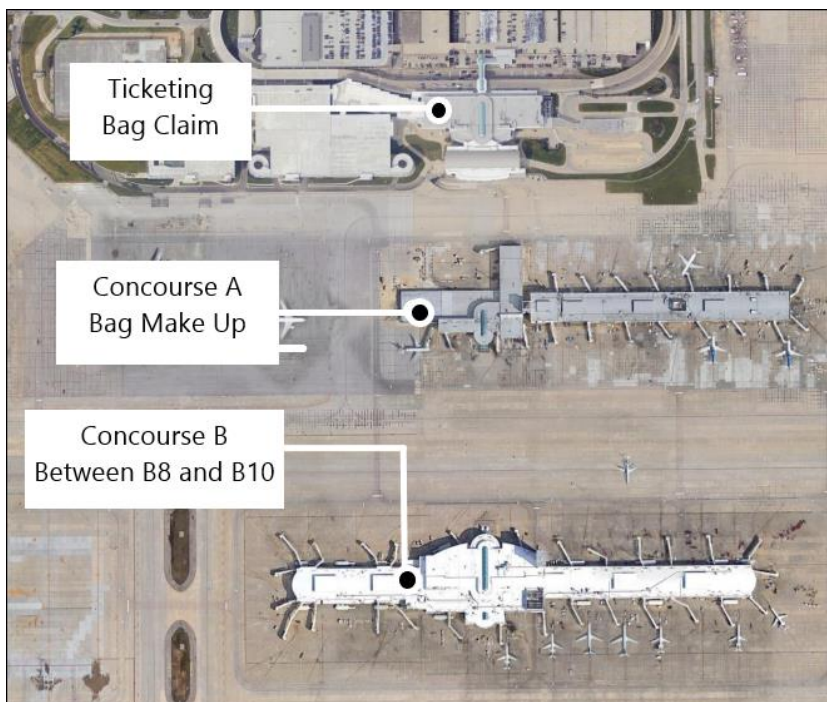 Ticketing
Bag Claim
Concourse A
Bag Make Up
Concourse B
Between B8 and B10